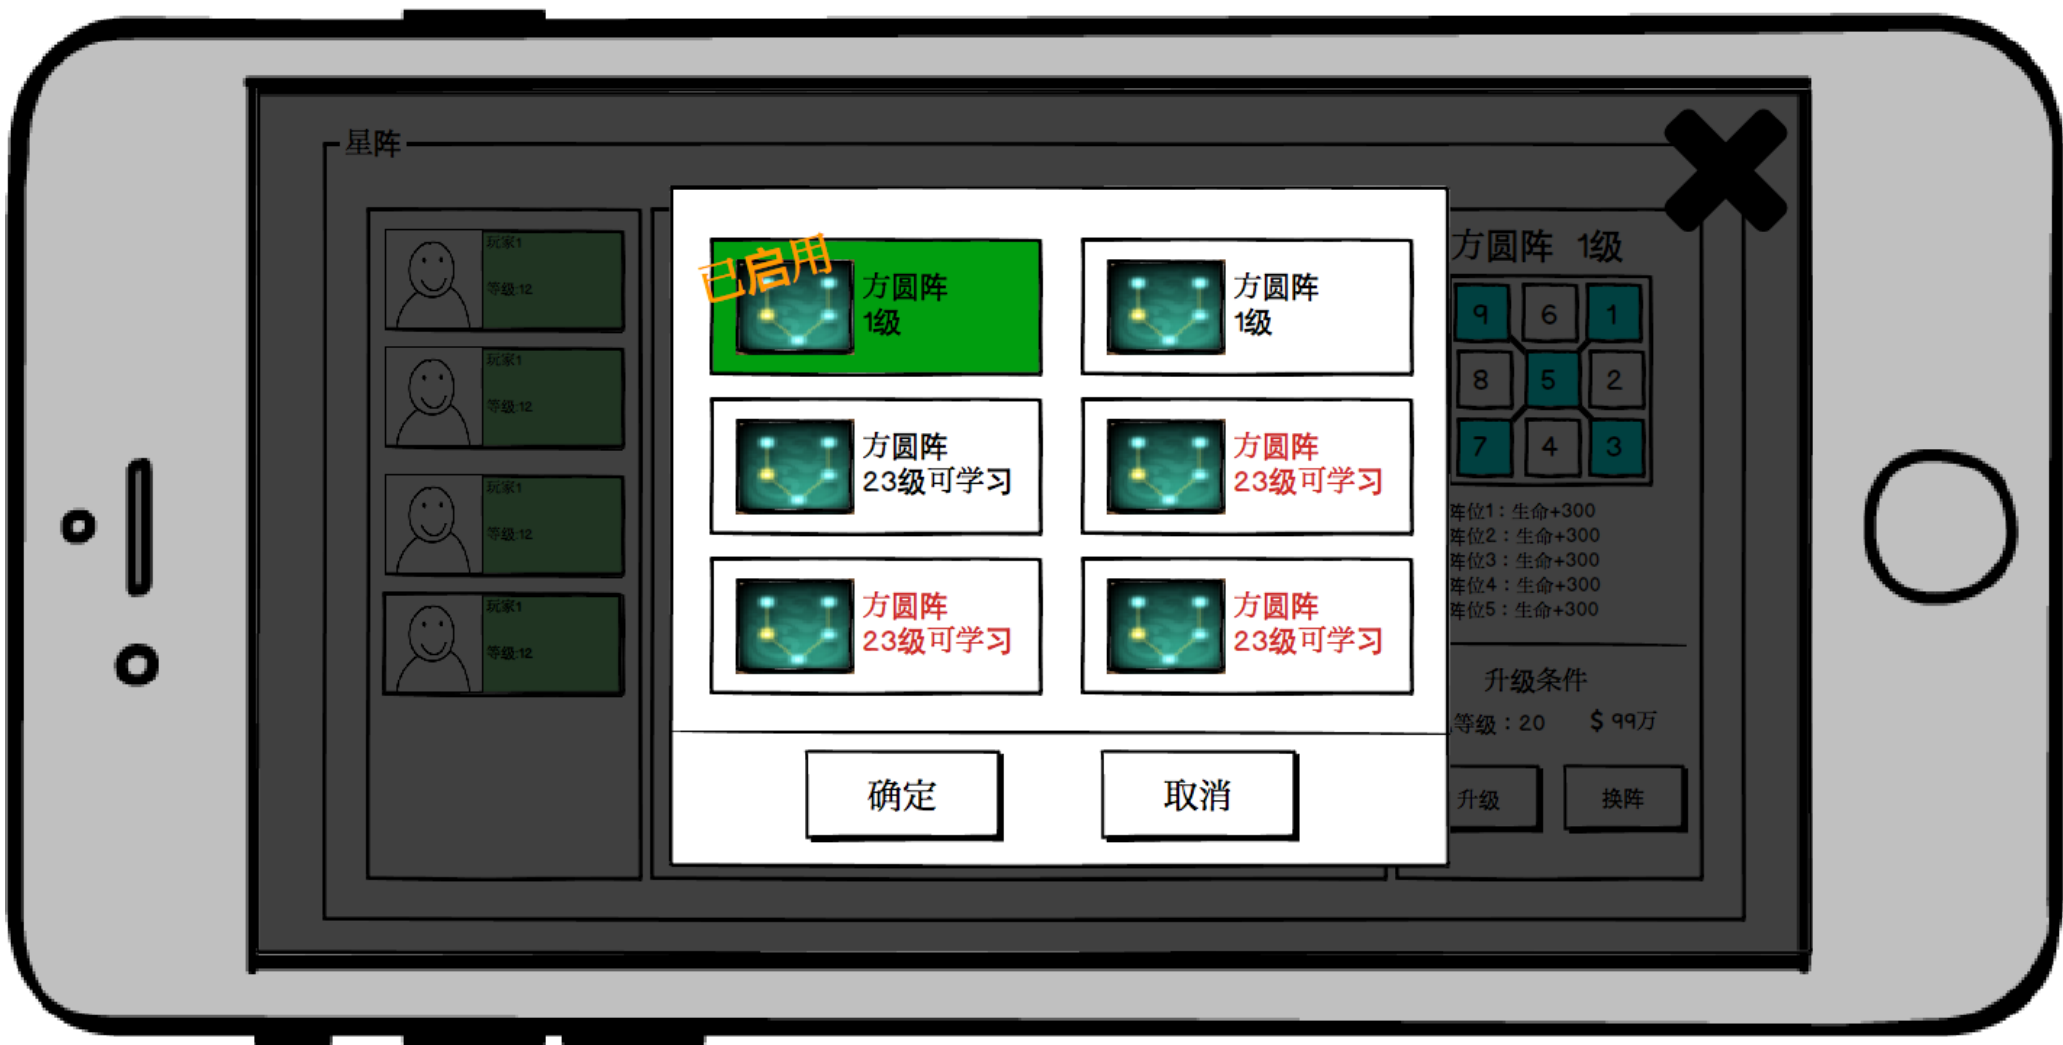 星阵
玩家1
等级:12
玩家1
等级:12
玩家1
等级:12
玩家1
等级:12
已启用
方圆阵
1级
方圆阵
1级
方圆阵
23级可学习
方圆阵
23级可学习
方圆阵
23级可学习
方圆阵
23级可学习
确定
取消
方圆阵 1级
9 6 1
8 5 2
7 4 3
阵位1：生命+300
阵位2：生命+300
阵位3：生命+300
阵位4：生命+300
阵位5：生命+300
升级条件
等级：20 $ 99万
升级
换阵